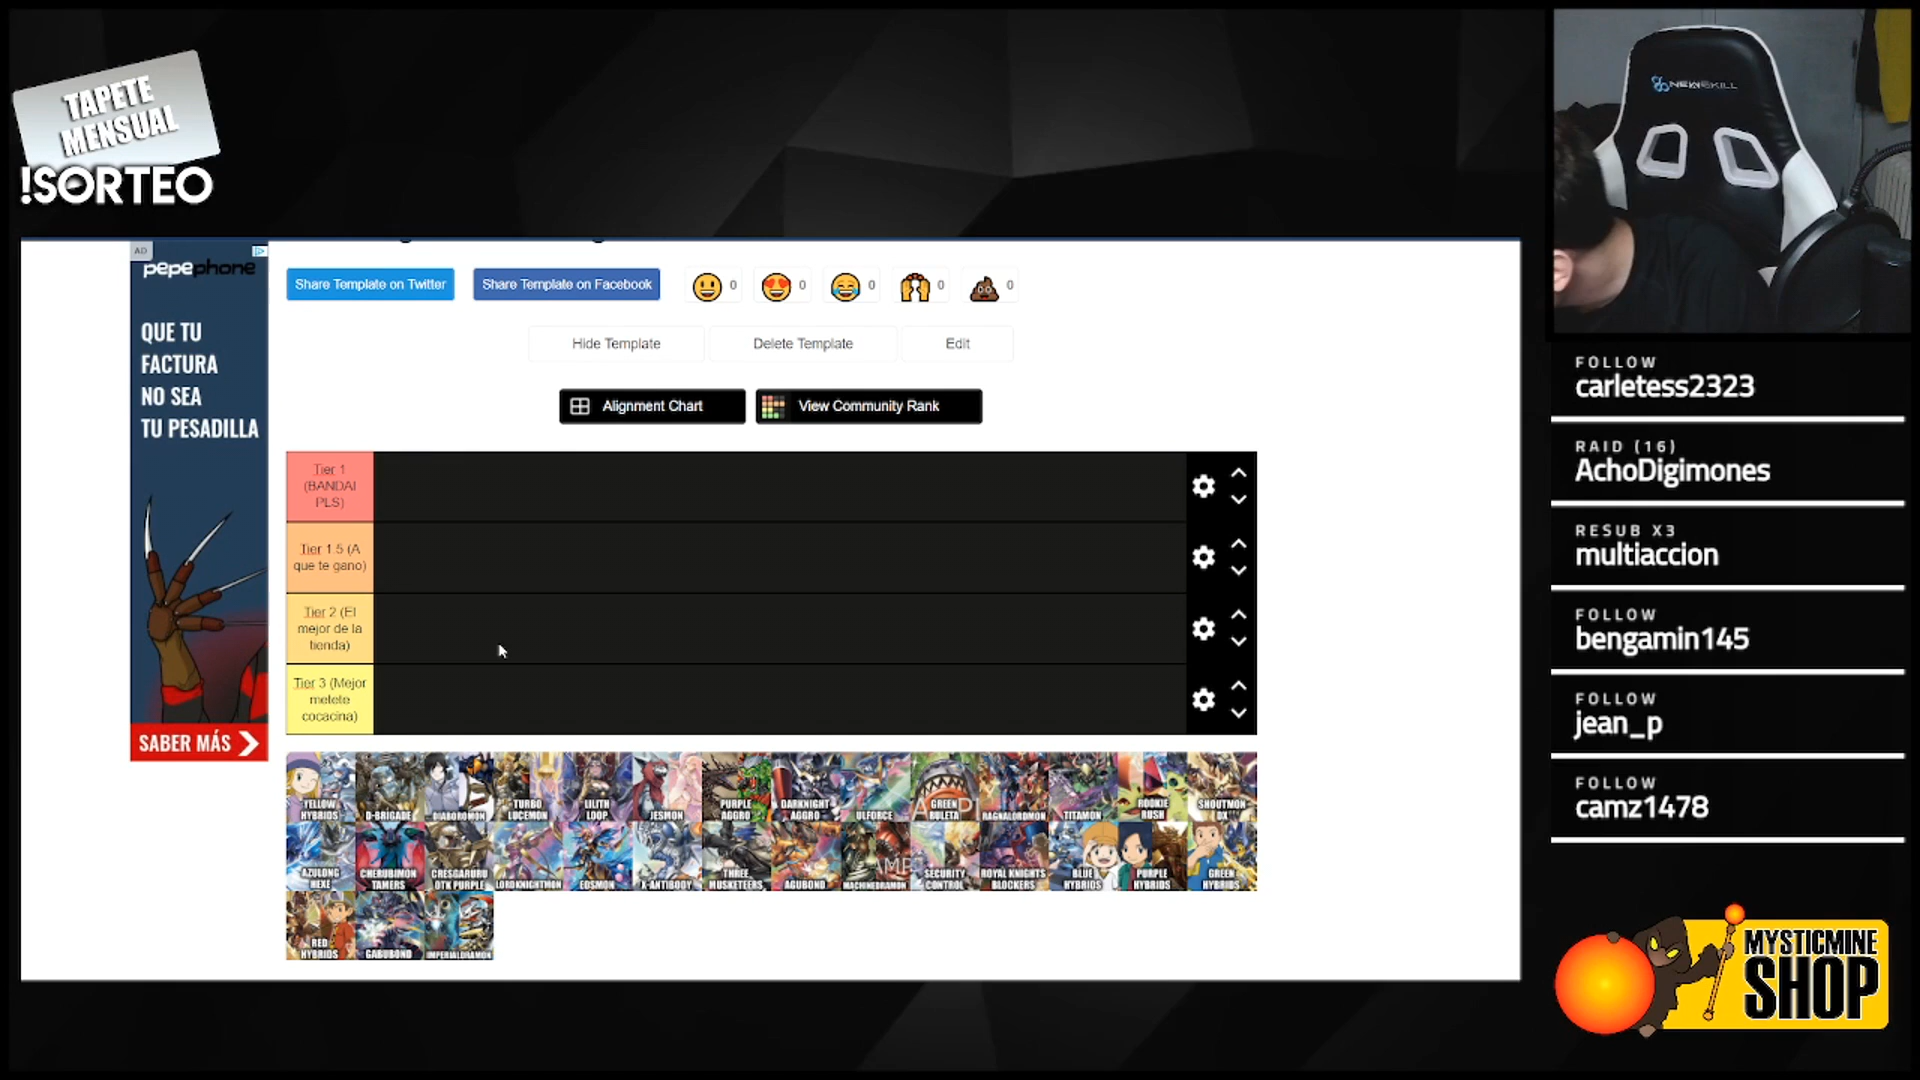 TAPETE
MENSUAL
!SORTEO
AD
pepephone
QUE TU
FACTURA
NO SEA
TU PESADILLA
SABER MÁS
Share Template on Twitter
Share Template on Facebook
0
0
0
0
0
Hide Template
Delete Template
Edit
Alignment Chart
View Community Rank
Tier 1
(BANDAI
PLS)
Tier 1.5 (A
que te gano)
Tier 2 (El
mejor de la
tienda)
Tier 3 (Mejor
metete
cocacina)
YELLOW
HYBRIDS
D-BRIGADE
DIABOROMON
TURBO
LUCEMON
LILITH
LOOP
JESMON
PURPLE
AGGRO
DARKNIGHT
AGGRO
ULFORCE
GREEN
BULETA
RAGNALORDMON
TITAMON
ROOKIE
RUSH
SHOUTMON
DX
AZULONG
HEXE
CHERUBIMON
TAMERS
CRESGARURU
OTK PURPLE
LORDKNIGHTMON
EOSMON
X-ANTIBODY
THREE
MUSKETEERS
AGUBOND
MACHINEDRAMON
SECURITY
CONTROL
ROYAL KNIGHTS
BLOCKERS
BLUE
HYBRIDS
PURPLE
HYBRIDS
GREEN
HYBRIDS
RED
HYBRIDS
GABUBOND
IMPERIALDRAMON
NEWSKILL
FOLLOW
carletess2323
RAID (16)
AchoDigimones
RESUB X3
multiaccion
FOLLOW
bengamin145
FOLLOW
jean_p
FOLLOW
camz1478
MYSTICMINE
SHOP